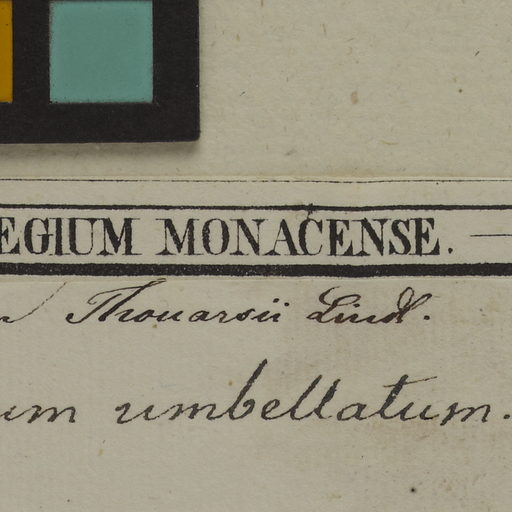 EGIUM MONACENSE.
Thouarsii Lindl.
um umbellatum.